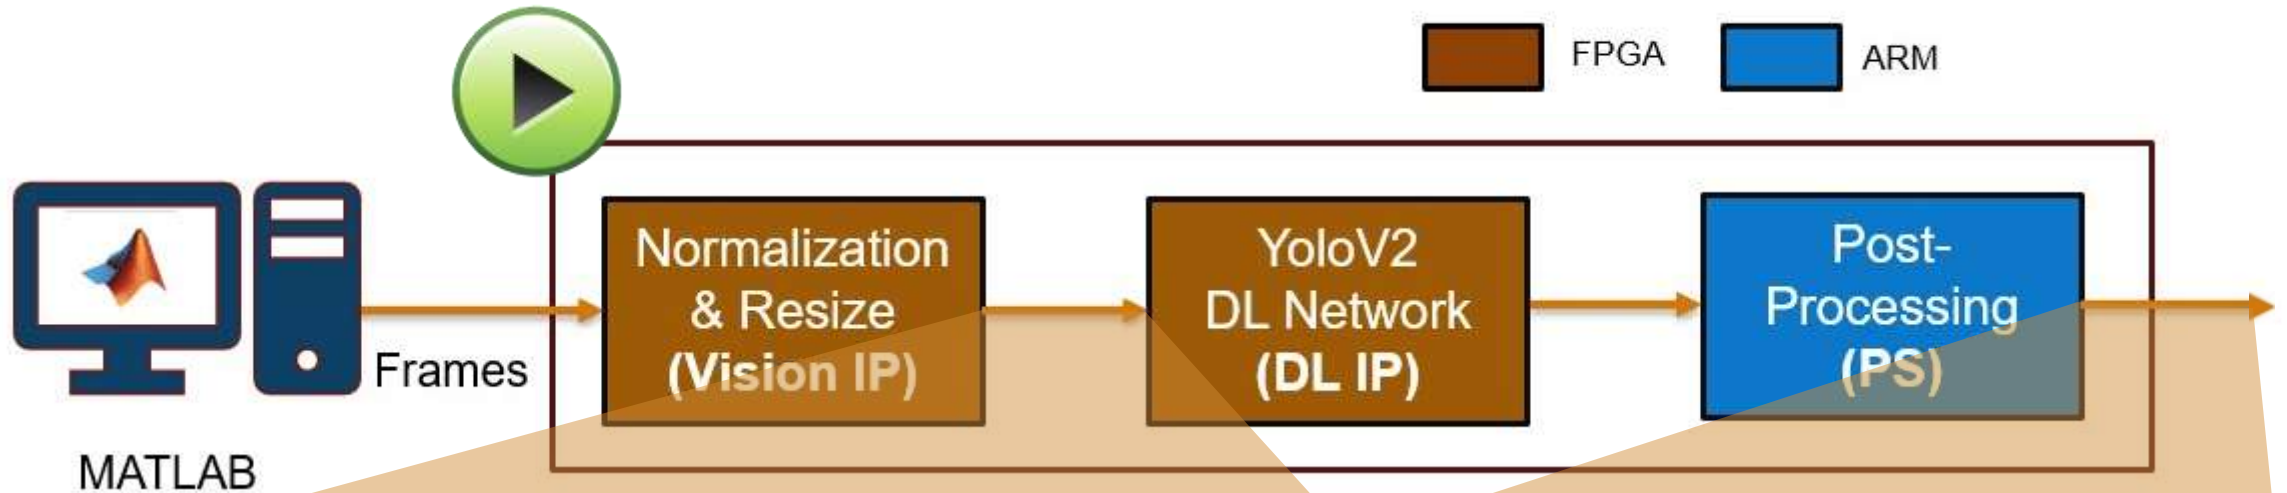 FPGA
ARM
Normalization
& Resize
(Vision IP)
YoloV2
DL Network
(DL IP)
Post-
Processing
(PS)
Frames
MATLAB